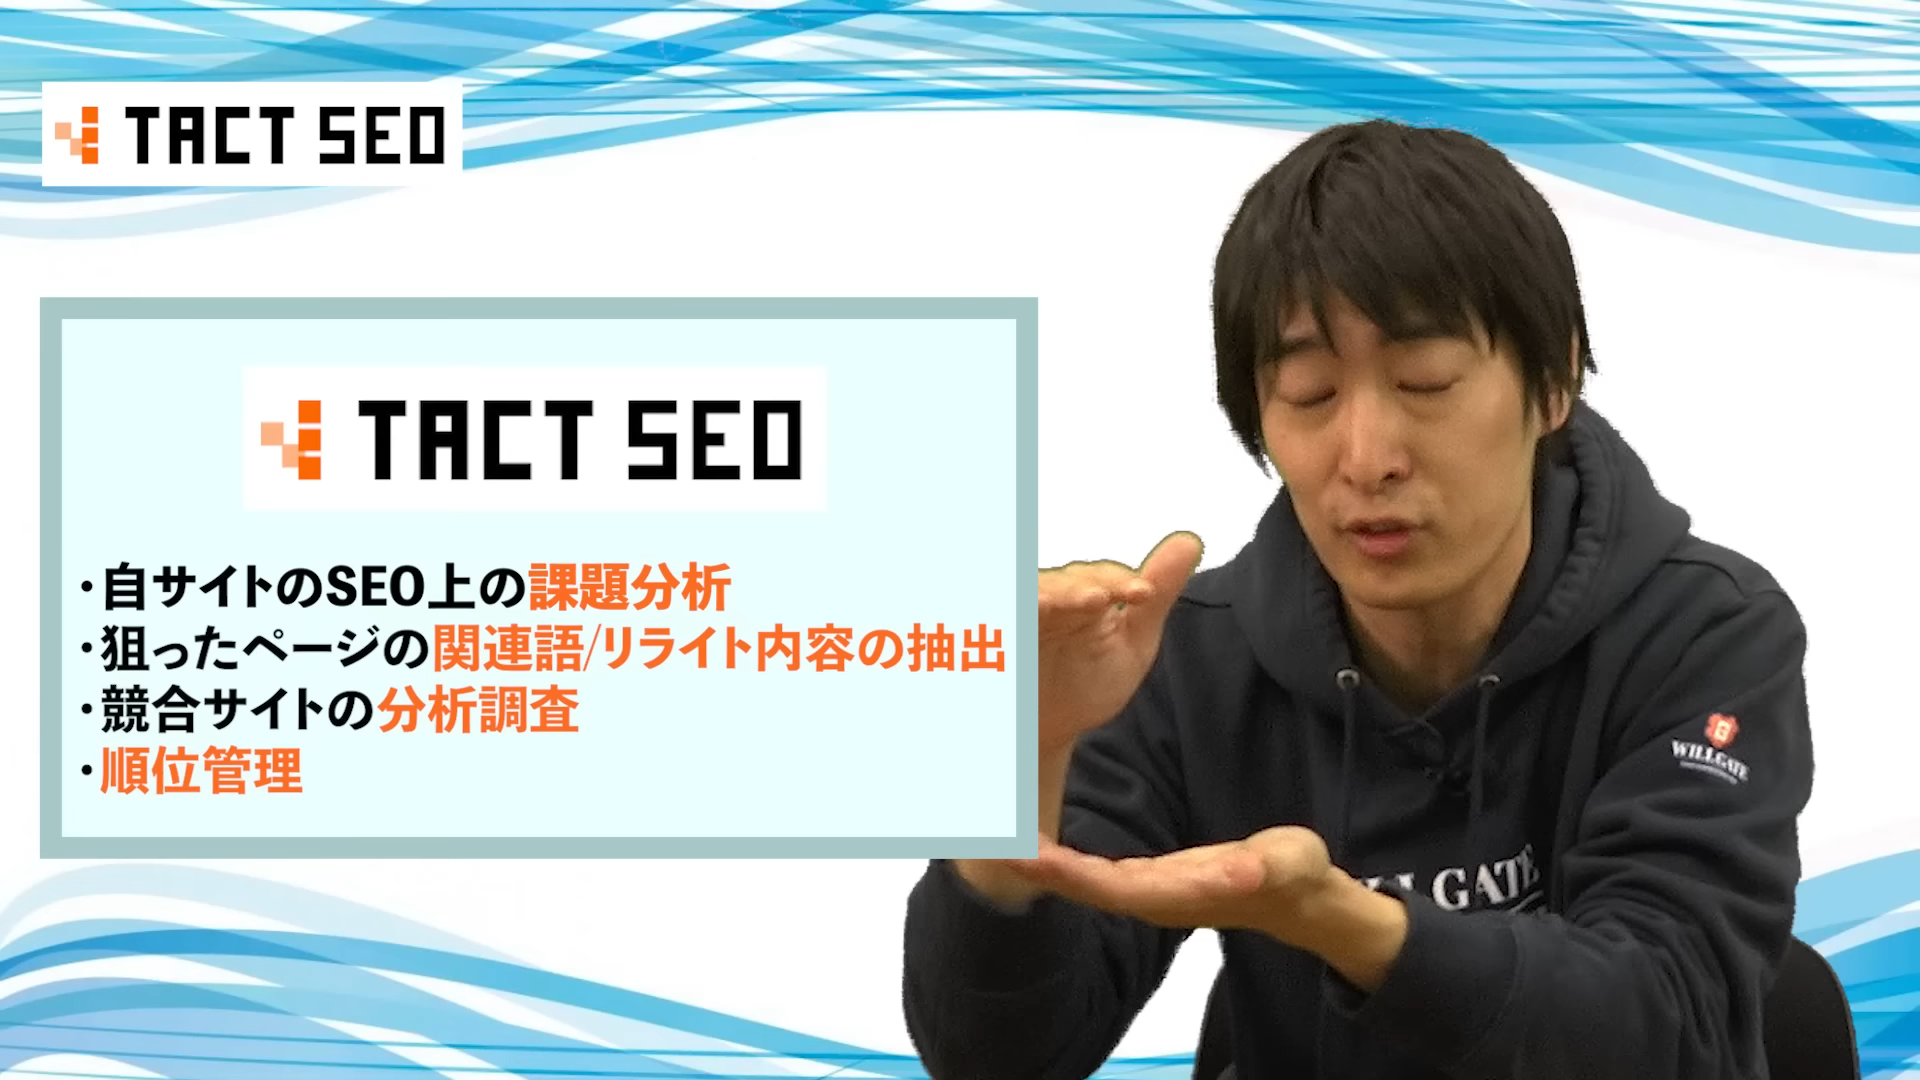 TACT SEO
TACT SEO
・自サイトのSEO上の課題分析
・狙ったページの関連語/リライト内容の抽出
・競合サイトの分析調査
・順位管理
WILLGATE
GATE